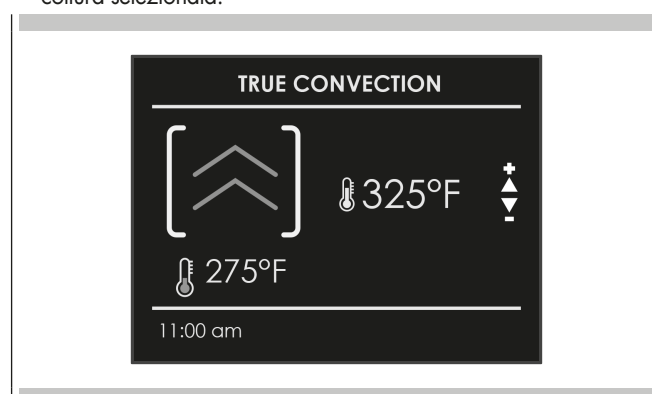 cottura selezionata.
TRUE CONVECTION
325°F
275°F
11:00 am